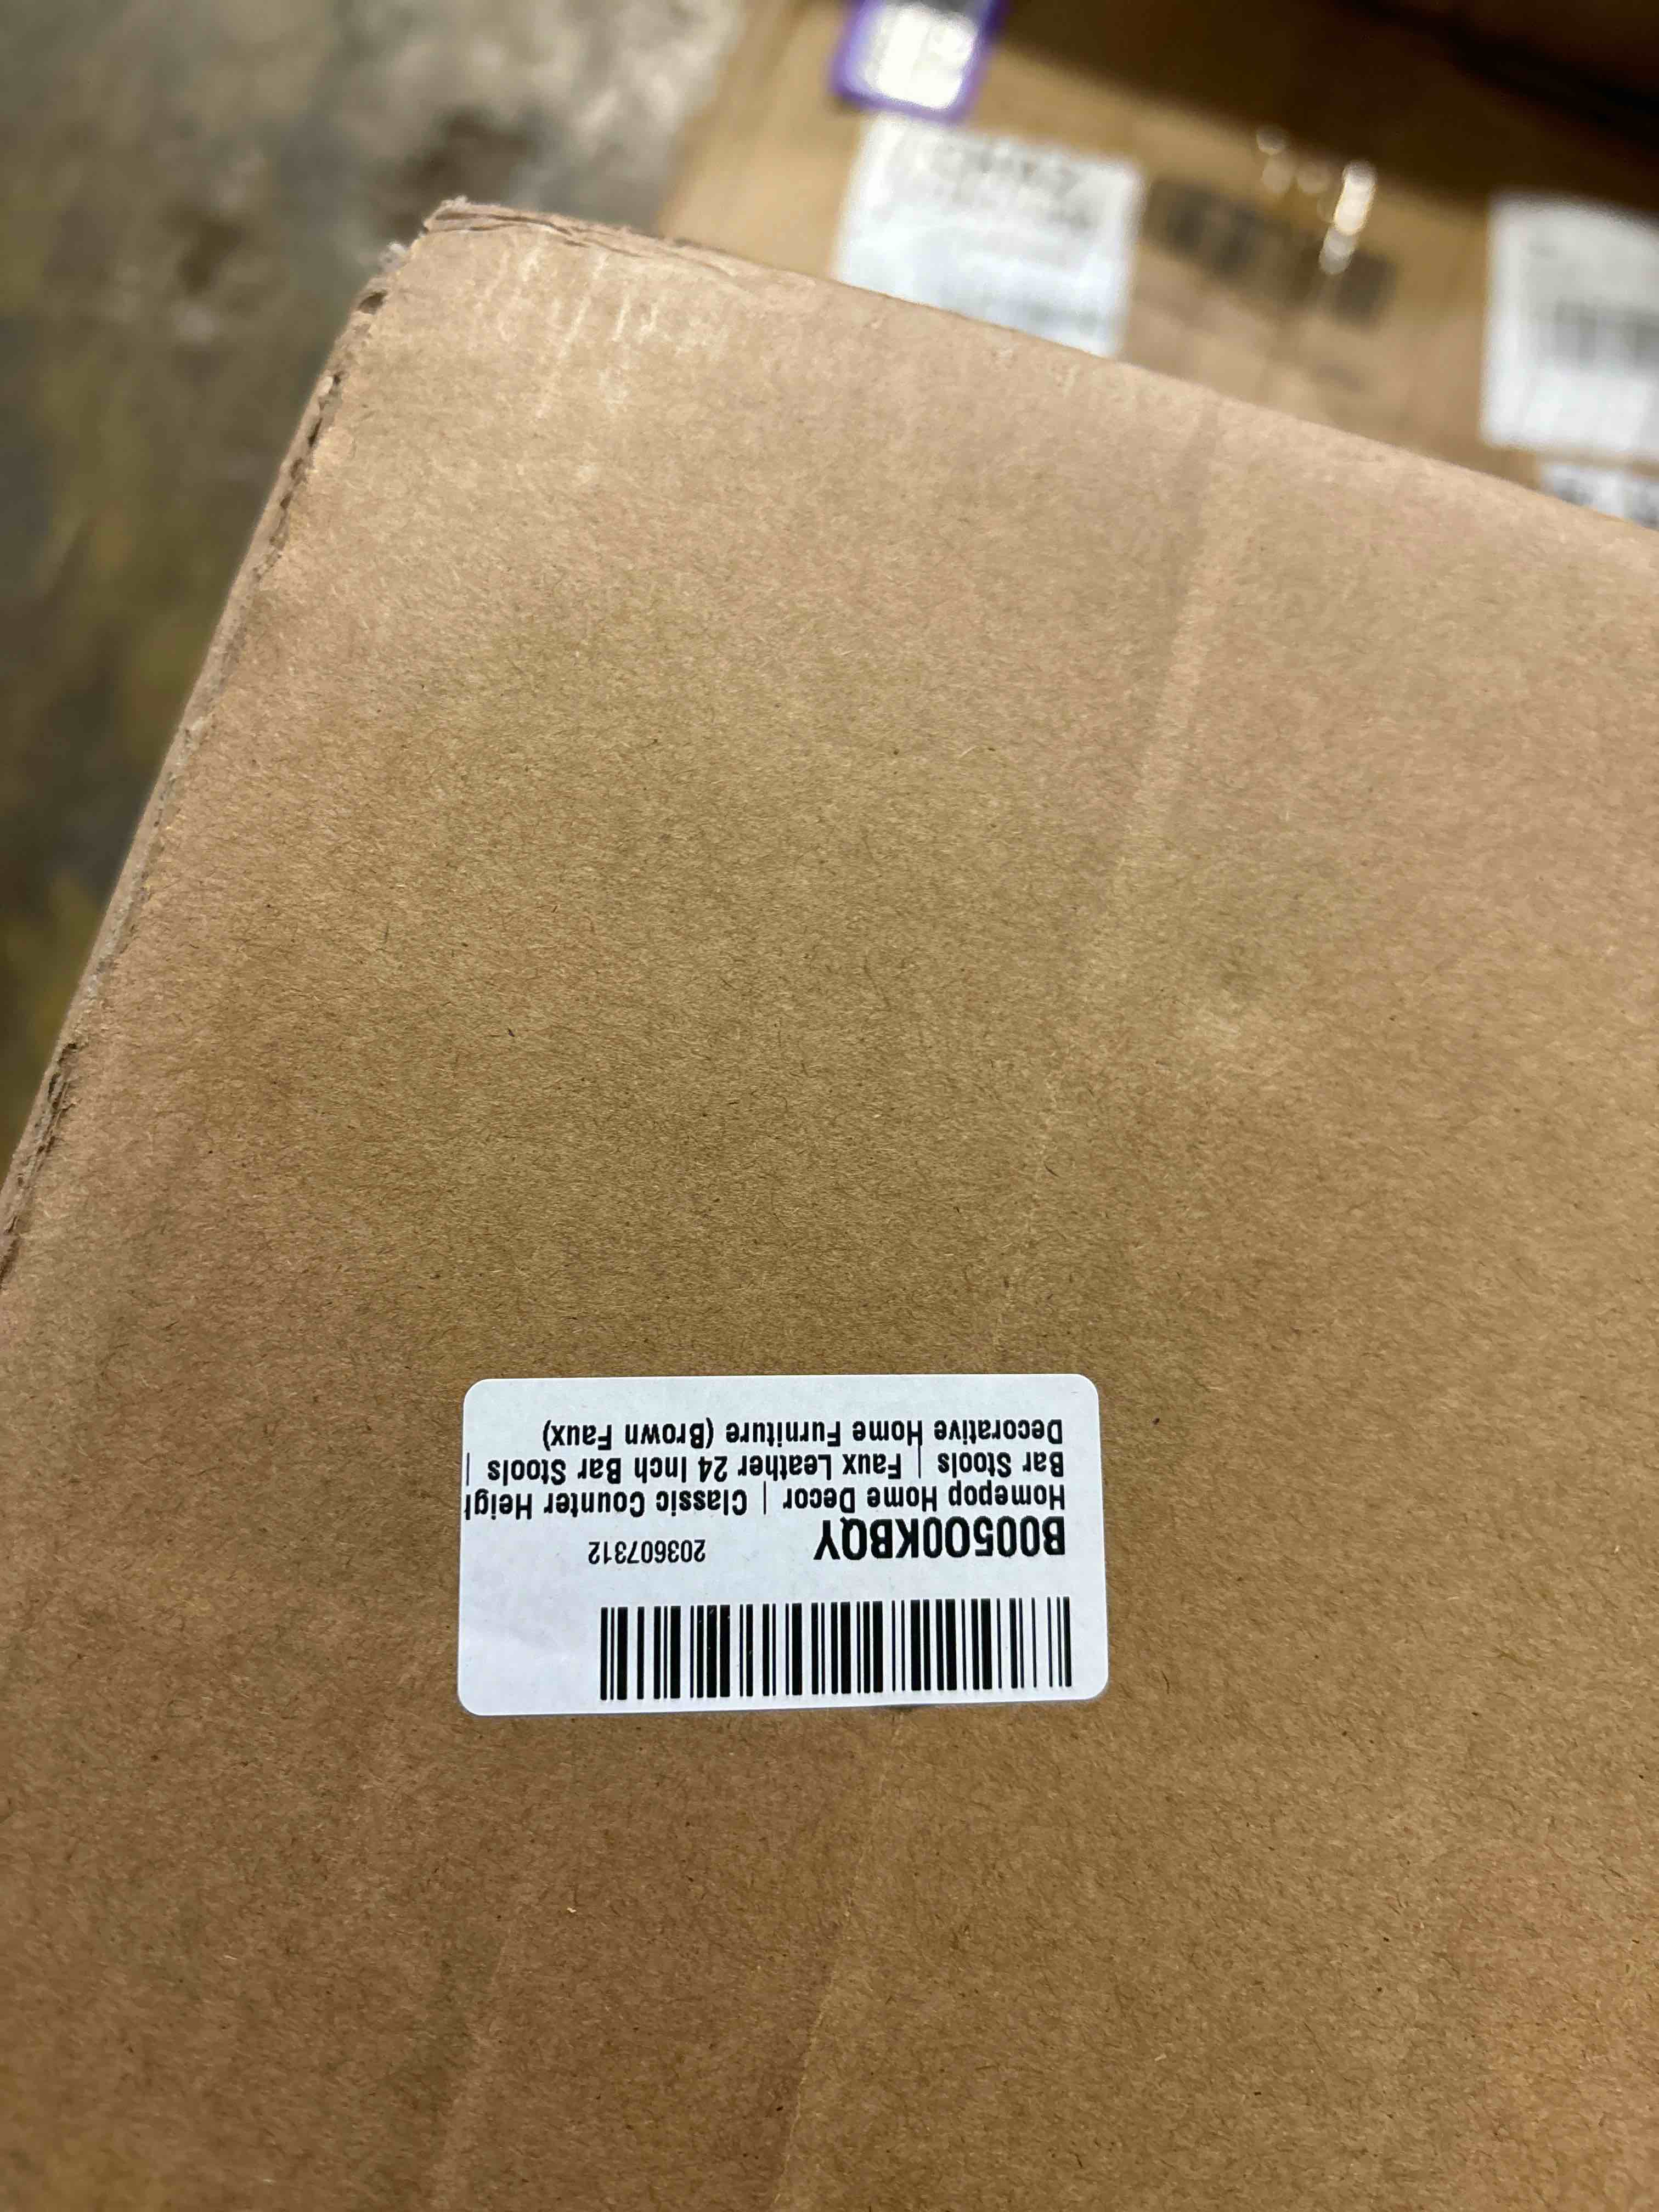 B00500KBQY 203607312
Homepop Home Decor | Classic Counter Heigh
Bar Stools | Faux Leather 24 Inch Bar Stools |
Decorative Home Furniture (Brown Faux)